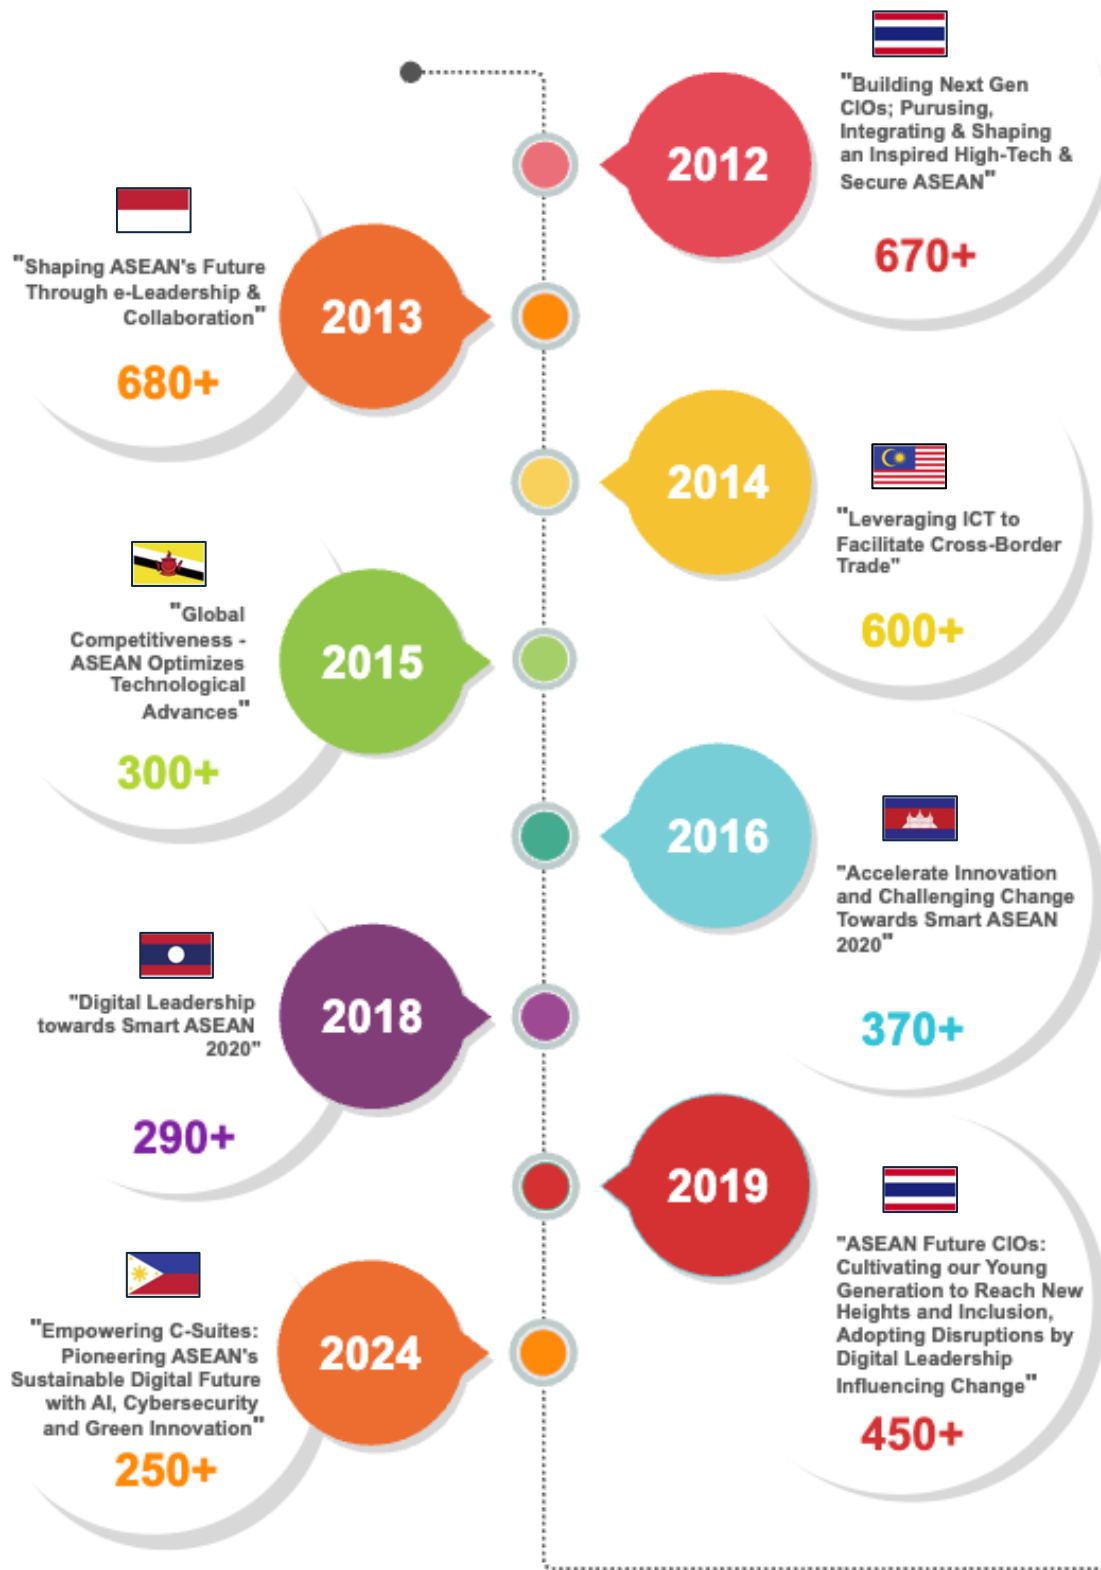 2012
"Building Next Gen
CIOs; Purusing,
Integrating & Shaping
an Inspired High-Tech &
Secure ASEAN"
670+
2013
"Shaping ASEAN's Future
Through e-Leadership &
Collaboration"
680+
2014
"Leveraging ICT to
Facilitate Cross-Border
Trade"
600+
2015
"Global
Competitiveness -
ASEAN Optimizes
Technological
Advances"
300+
2016
"Accelerate Innovation
and Challenging Change
Towards Smart ASEAN
2020"
370+
2018
"Digital Leadership
towards Smart ASEAN
2020"
290+
2019
"ASEAN Future CIOs:
Cultivating our Young
Generation to Reach New
Heights and Inclusion,
Adopting Disruptions by
Digital Leadership
Influencing Change"
450+
2024
"Empowering C-Suites:
Pioneering ASEAN's
Sustainable Digital Future
with AI, Cybersecurity
and Green Innovation"
250+